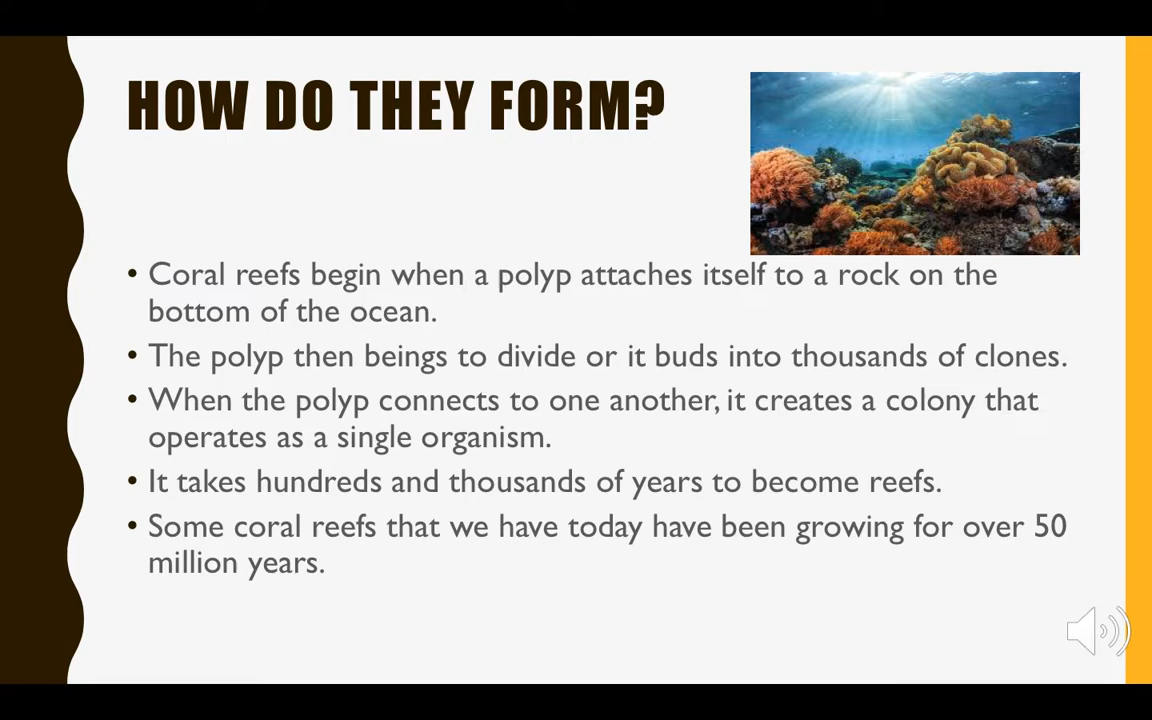 HOW DO THEY FORM?
• Coral reefs begin when a polyp attaches itself to a rock on the
bottom of the ocean.
• The polyp then beings to divide or it buds into thousands of clones.
• When the polyp connects to one another, it creates a colony that
operates as a single organism.
• It takes hundreds and thousands of years to become reefs.
• Some coral reefs that we have today have been growing for over 50
million years.